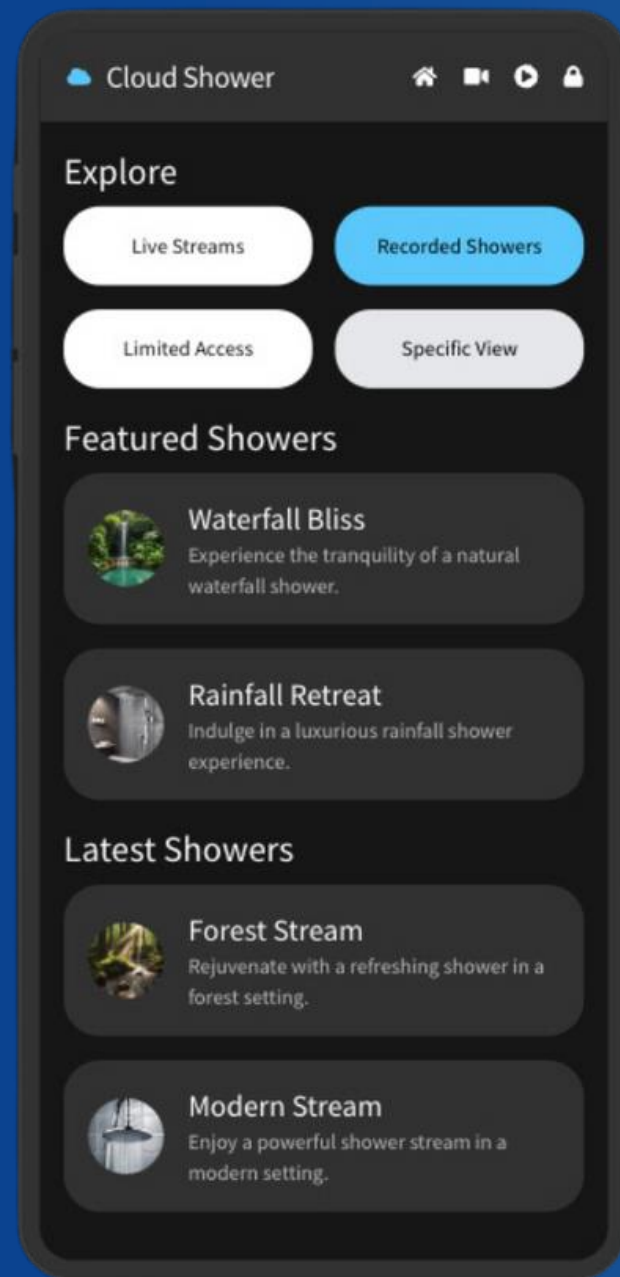 Cloud Shower
Explore
Live Streams
Recorded Showers
Limited Access
Specific View
Featured Showers
Waterfall Bliss
Experience the tranquility of a natural
waterfall shower.
Rainfall Retreat
Indulge in a luxurious rainfall shower
experience.
Latest Showers
Forest Stream
Rejuvenate with a refreshing shower in a
forest setting.
Modern Stream
Enjoy a powerful shower stream in a
modern setting.